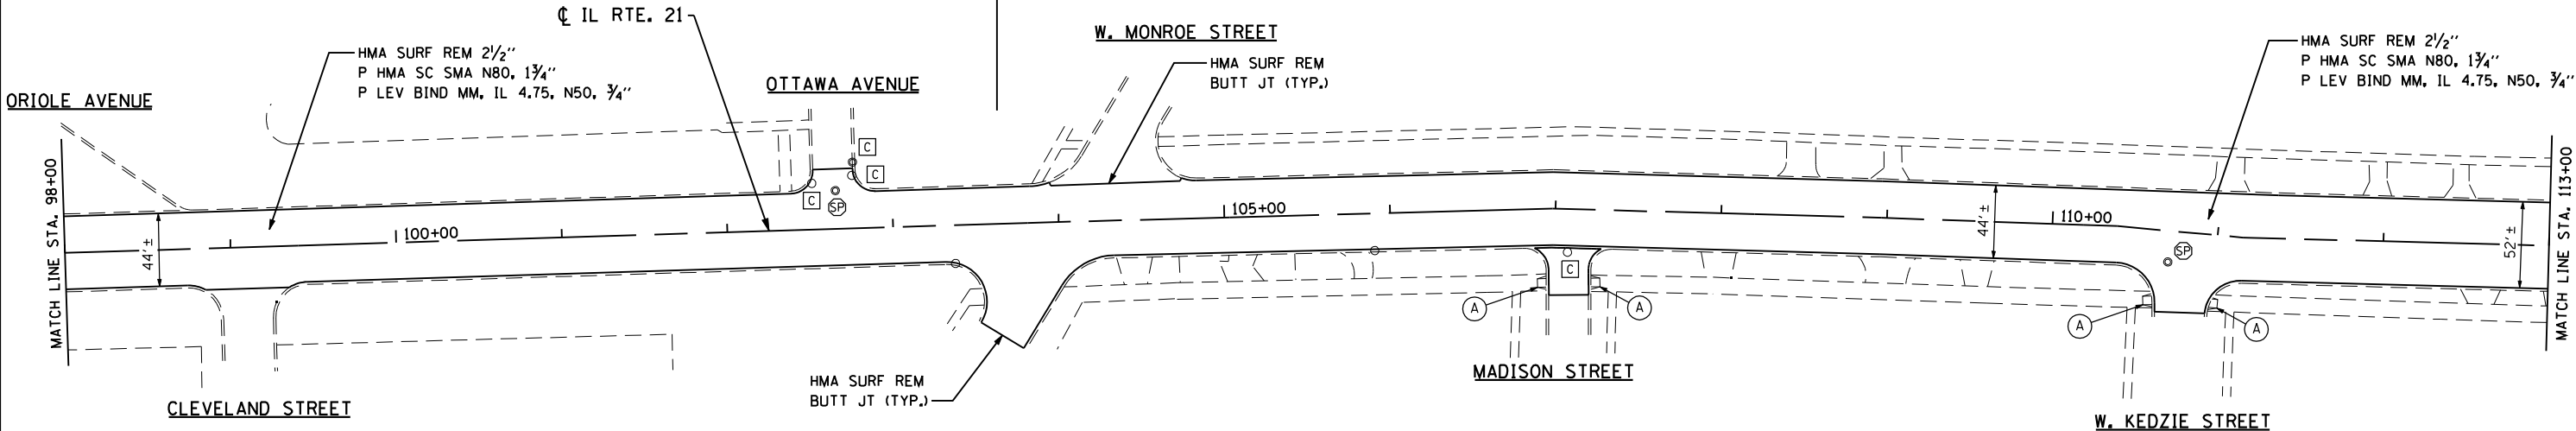 ℄ IL RTE. 21
HMA SURF REM 2½"
P HMA SC SMA N80, 1¾"
P LEV BIND MM, IL 4.75, N50, ¾"
W. MONROE STREET
HMA SURF REM
BUTT JT (TYP.)
HMA SURF REM 2½"
P HMA SC SMA N80, 1¾"
P LEV BIND MM, IL 4.75, N50, ¾"
ORIOLE AVENUE
OTTAWA AVENUE
C
C
C
SP
MATCH LINE STA. 98+00
44'±
100+00
105+00
44'±
110+00
SP
52'±
MATCH LINE STA. 113+00
C
A
A
A
A
HMA SURF REM
BUTT JT (TYP.)
MADISON STREET
CLEVELAND STREET
W. KEDZIE STREET